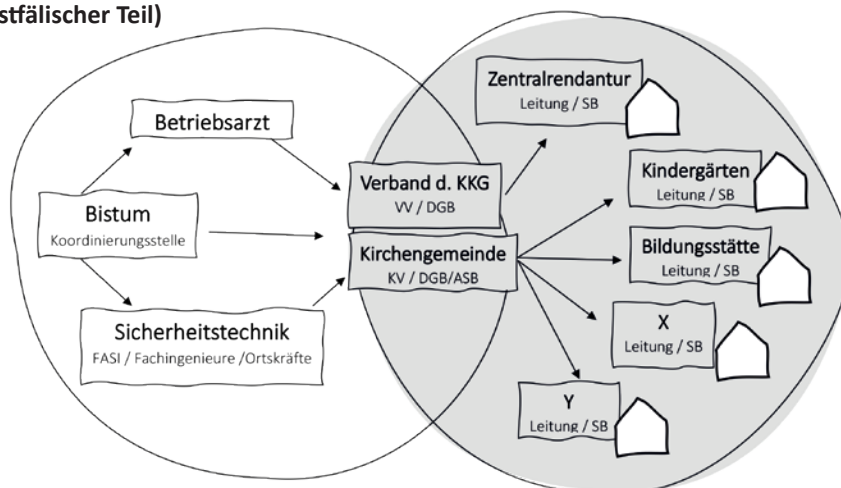 stfälischer Teil)
Zentralrendantur
Leitung / SB
Betriebsarzt
Kindergärten
Leitung / SB
Verband d. KKG
VV / DGB
Bistum
Koordinierungsstelle
Kirchengemeinde
KV / DGB/ASB
Bildungsstätte
Leitung / SB
Sicherheitstechnik
FASI / Fachingenieure /Ortskräfte
X
Leitung / SB
Y
Leitung / SB